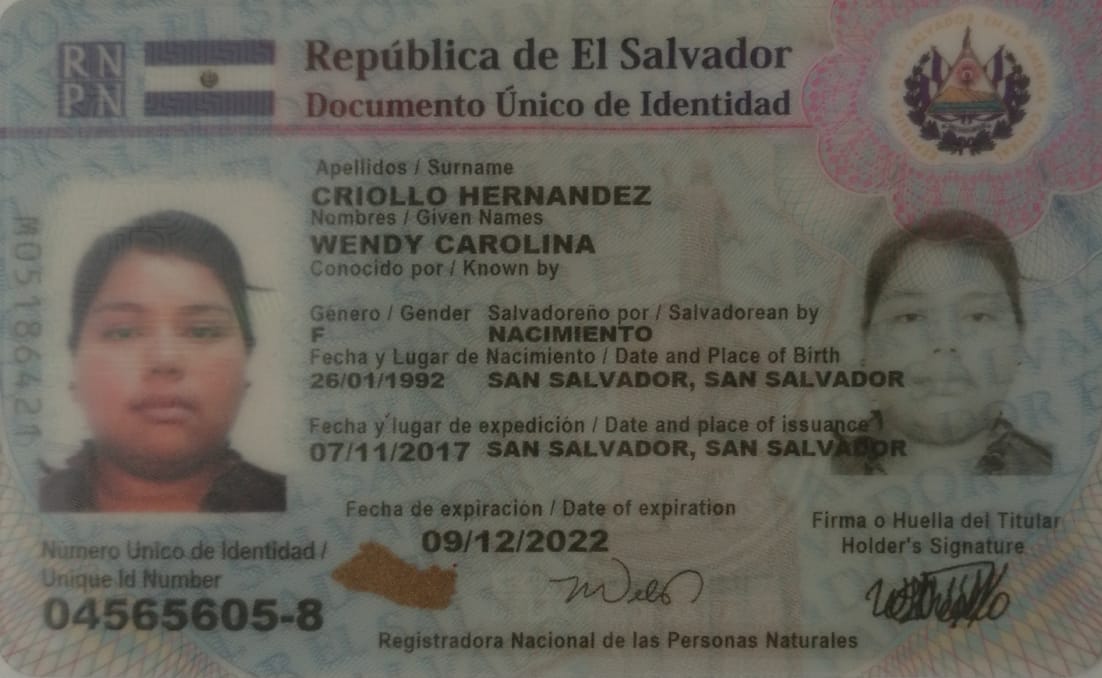 RN
PN
República de El Salvador
Documento Único de Identidad
Apellidos / Surname
CRIOLLO HERNANDEZ
Nombres / Given Names
WENDY CAROLINA
Conocido por / Known by
Género / Gender Salvadoreño por / Salvadorean by
F NACIMIENTO
Fecha y Lugar de Nacimiento / Date and Place of Birth
26/01/1992 SAN SALVADOR, SAN SALVADOR
Fecha y lugar de expedición / Date and place of issuance
07/11/2017 SAN SALVADOR, SAN SALVADOR
Fecha de expiración / Date of expiration
09/12/2022
Número Unico de Identidad /
Unique Id Number
04565605-8
Firma o Huella del Titular
Holder's Signature
Registradora Nacional de las Personas Naturales